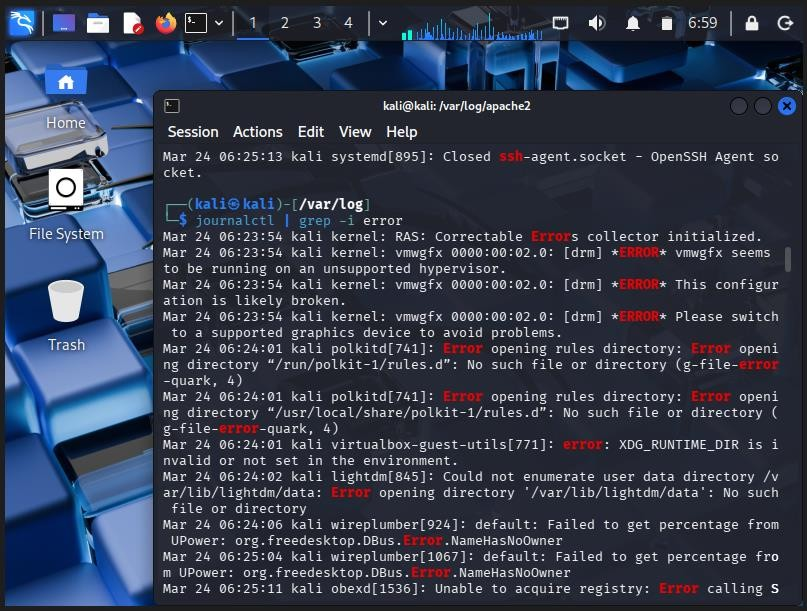 1 2 3 4 6:59
Home
File System
Trash
kali@kali: /var/log/apache2
Session Actions Edit View Help
Mar 24 06:25:13 kali systemd[895]: Closed ssh-agent.socket - OpenSSH Agent so
cket.
┌──(kali㉿kali)-[/var/log]
└─$ journalctl | grep -i error
Mar 24 06:23:54 kali kernel: RAS: Correctable Errors collector initialized.
Mar 24 06:23:54 kali kernel: vmwgfx 0000:00:02.0: [drm] *ERROR* vmwgfx seems
to be running on an unsupported hypervisor.
Mar 24 06:23:54 kali kernel: vmwgfx 0000:00:02.0: [drm] *ERROR* This configur
ation is likely broken.
Mar 24 06:23:54 kali kernel: vmwgfx 0000:00:02.0: [drm] *ERROR* Please switch
 to a supported graphics device to avoid problems.
Mar 24 06:24:01 kali polkitd[741]: Error opening rules directory: Error openi
ng directory “/run/polkit-1/rules.d”: No such file or directory (g-file-error
-quark, 4)
Mar 24 06:24:01 kali polkitd[741]: Error opening rules directory: Error openi
ng directory “/usr/local/share/polkit-1/rules.d”: No such file or directory (
g-file-error-quark, 4)
Mar 24 06:24:01 kali virtualbox-guest-utils[771]: error: XDG_RUNTIME_DIR is i
nvalid or not set in the environment.
Mar 24 06:24:02 kali lightdm[845]: Could not enumerate user data directory /v
ar/lib/lightdm/data: Error opening directory '/var/lib/lightdm/data': No such
 file or directory
Mar 24 06:24:06 kali wireplumber[924]: default: Failed to get percentage from
 UPower: org.freedesktop.DBus.Error.NameHasNoOwner
Mar 24 06:25:04 kali wireplumber[1067]: default: Failed to get percentage fro
m UPower: org.freedesktop.DBus.Error.NameHasNoOwner
Mar 24 06:25:11 kali obexd[1536]: Unable to acquire registry: Error calling S